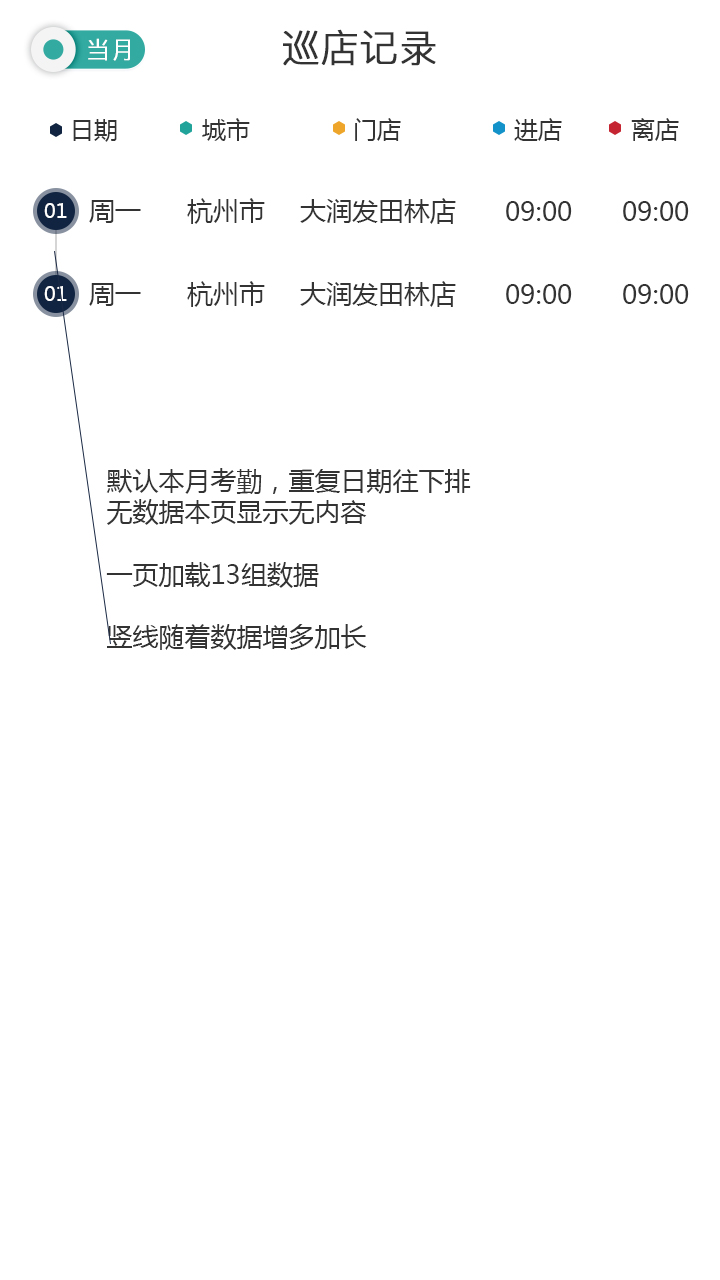 当月
巡店记录
日期 城市 门店 进店 离店
01 周一 杭州市 大润发田林店 09:00 09:00
01 周一 杭州市 大润发田林店 09:00 09:00
默认本月考勤，重复日期往下排
无数据本页显示无内容
一页加载13组数据
竖线随着数据增多加长